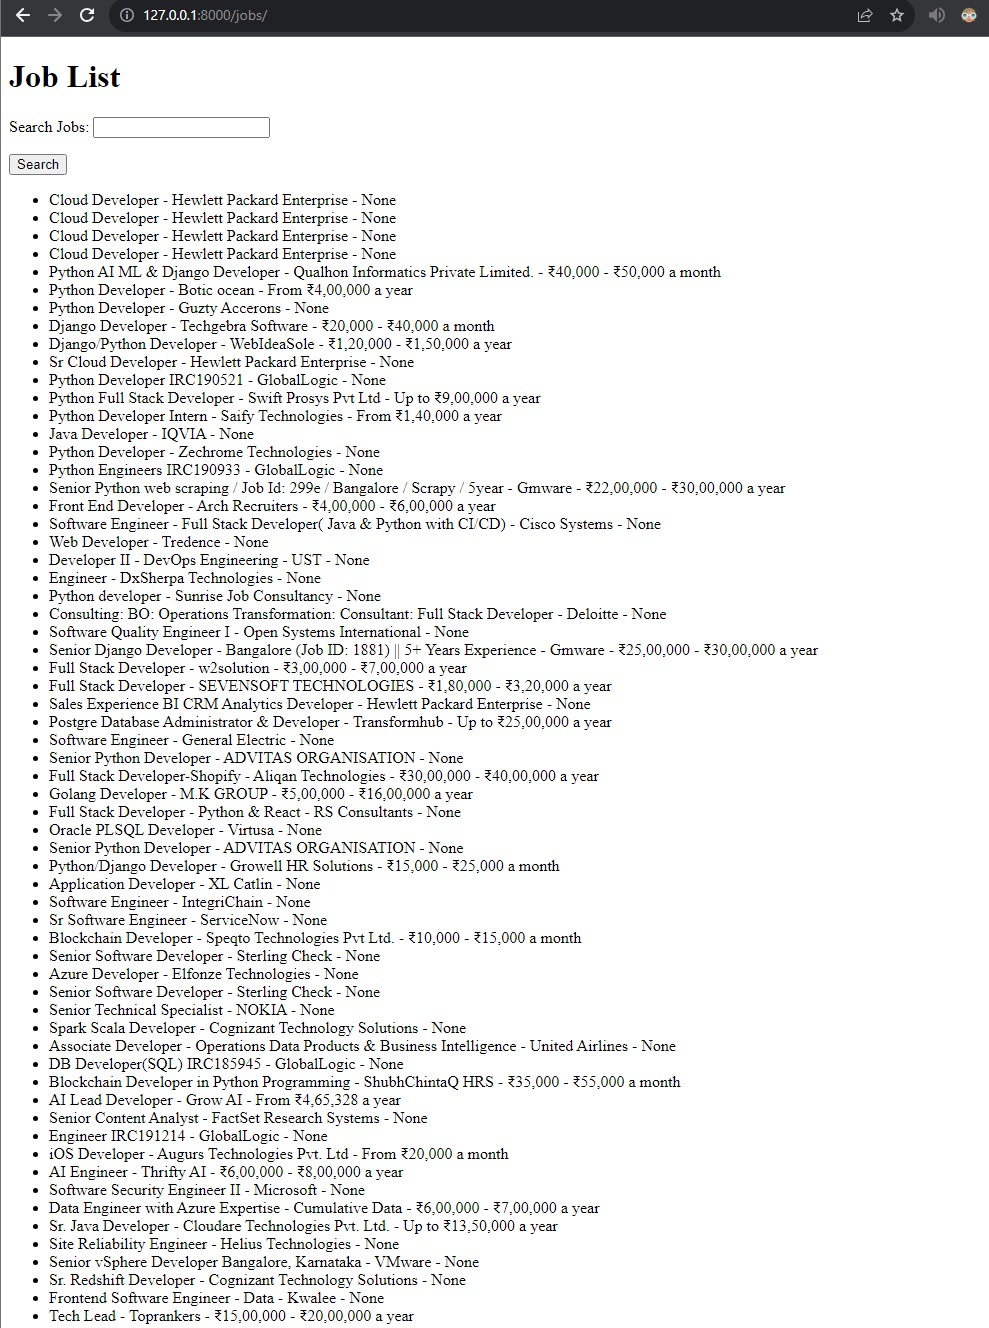 127.0.0.1:8000/jobs/
Job List
Search Jobs:
Search
Cloud Developer - Hewlett Packard Enterprise - None
Cloud Developer - Hewlett Packard Enterprise - None
Cloud Developer - Hewlett Packard Enterprise - None
Cloud Developer - Hewlett Packard Enterprise - None
Python AI ML & Django Developer - Qualhon Informatics Private Limited. - ₹40,000 - ₹50,000 a month
Python Developer - Botic ocean - From ₹4,00,000 a year
Python Developer - Guzty Accerons - None
Django Developer - Techgebra Software - ₹20,000 - ₹40,000 a month
Django/Python Developer - WebIdeaSole - ₹1,20,000 - ₹1,50,000 a year
Sr Cloud Developer - Hewlett Packard Enterprise - None
Python Developer IRC190521 - GlobalLogic - None
Python Full Stack Developer - Swift Prosys Pvt Ltd - Up to ₹9,00,000 a year
Python Developer Intern - Saify Technologies - From ₹1,40,000 a year
Java Developer - IQVIA - None
Python Developer - Zechrome Technologies - None
Python Engineers IRC190933 - GlobalLogic - None
Senior Python web scraping / Job Id: 299e / Bangalore / Scrapy / 5year - Gmware - ₹22,00,000 - ₹30,00,000 a year
Front End Developer - Arch Recruiters - ₹4,00,000 - ₹6,00,000 a year
Software Engineer - Full Stack Developer( Java & Python with CI/CD) - Cisco Systems - None
Web Developer - Tredence - None
Developer II - DevOps Engineering - UST - None
Engineer - DxSherpa Technologies - None
Python developer - Sunrise Job Consultancy - None
Consulting: BO: Operations Transformation: Consultant: Full Stack Developer - Deloitte - None
Software Quality Engineer I - Open Systems International - None
Senior Django Developer - Bangalore (Job ID: 1881) || 5+ Years Experience - Gmware - ₹25,00,000 - ₹30,00,000 a year
Full Stack Developer - w2solution - ₹3,00,000 - ₹7,00,000 a year
Full Stack Developer - SEVENSOFT TECHNOLOGIES - ₹1,80,000 - ₹3,20,000 a year
Sales Experience BI CRM Analytics Developer - Hewlett Packard Enterprise - None
Postgre Database Administrator & Developer - Transformhub - Up to ₹25,00,000 a year
Software Engineer - General Electric - None
Senior Python Developer - ADVITAS ORGANISATION - None
Full Stack Developer-Shopify - Aliqan Technologies - ₹30,00,000 - ₹40,00,000 a year
Golang Developer - M.K GROUP - ₹5,00,000 - ₹16,00,000 a year
Full Stack Developer - Python & React - RS Consultants - None
Oracle PLSQL Developer - Virtusa - None
Senior Python Developer - ADVITAS ORGANISATION - None
Python/Django Developer - Growell HR Solutions - ₹15,000 - ₹25,000 a month
Application Developer - XL Catlin - None
Software Engineer - IntegriChain - None
Sr Software Engineer - ServiceNow - None
Blockchain Developer - Speqto Technologies Pvt Ltd. - ₹10,000 - ₹15,000 a month
Senior Software Developer - Sterling Check - None
Azure Developer - Elfonze Technologies - None
Senior Software Developer - Sterling Check - None
Senior Technical Specialist - NOKIA - None
Spark Scala Developer - Cognizant Technology Solutions - None
Associate Developer - Operations Data Products & Business Intelligence - United Airlines - None
DB Developer(SQL) IRC185945 - GlobalLogic - None
Blockchain Developer in Python Programming - ShubhChintaQ HRS - ₹35,000 - ₹55,000 a month
AI Lead Developer - Grow AI - From ₹4,65,328 a year
Senior Content Analyst - FactSet Research Systems - None
Engineer IRC191214 - GlobalLogic - None
iOS Developer - Augurs Technologies Pvt. Ltd - From ₹20,000 a month
AI Engineer - Thrifty AI - ₹6,00,000 - ₹8,00,000 a year
Software Security Engineer II - Microsoft - None
Data Engineer with Azure Expertise - Cumulative Data - ₹6,00,000 - ₹7,00,000 a year
Sr. Java Developer - Cloudare Technologies Pvt. Ltd. - Up to ₹13,50,000 a year
Site Reliability Engineer - Helius Technologies - None
Senior vSphere Developer Bangalore, Karnataka - VMware - None
Sr. Redshift Developer - Cognizant Technology Solutions - None
Frontend Software Engineer - Data - Kwalee - None
Tech Lead - Toprankers - ₹15,00,000 - ₹20,00,000 a year